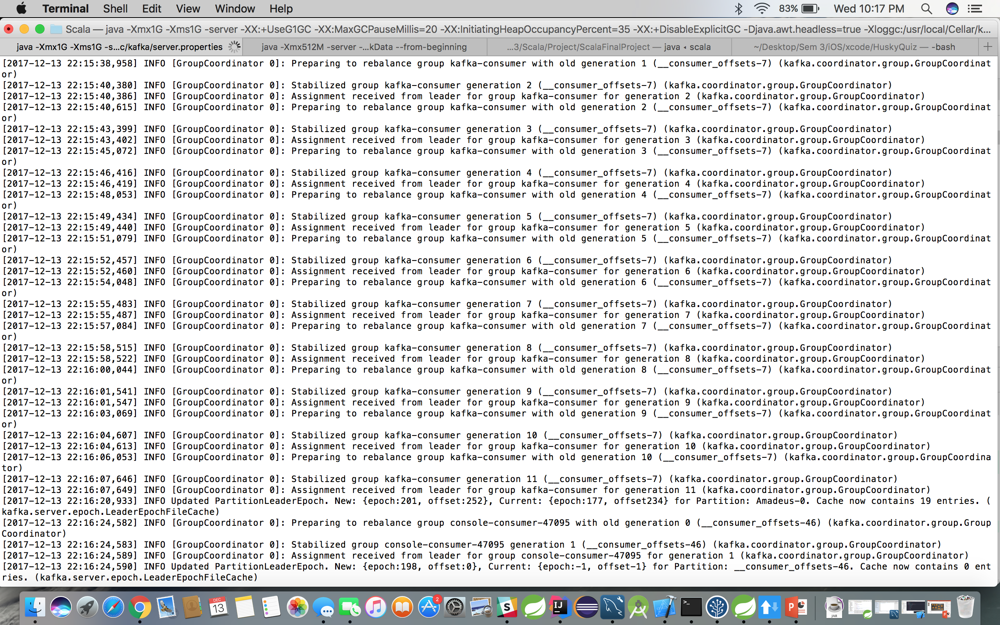 Terminal Shell Edit View Window Help 83% Wed 10:17 PM
Scala — java -Xmx1G -Xms1G -server -XX:+UseG1GC -XX:MaxGCPauseMillis=20 -XX:InitiatingHeapOccupancyPercent=35 -XX:+DisableExplicitGC -Djava.awt.headless=true -Xloggc:/usr/local/Cellar/k...
java -Xmx1G -Xms1G -s...c/kafka/server.properties java -Xmx512M -server -...kData --from-beginning ...3/Scala/Project/ScalaFinalProject — java ◂ scala ~/Desktop/Sem 3/iOS/xcode/HuskyQuiz — -bash +
[2017-12-13 22:15:38,958] INFO [GroupCoordinator 0]: Preparing to rebalance group kafka-consumer with old generation 1 (__consumer_offsets-7) (kafka.coordinator.group.GroupCoordinat
or)
[2017-12-13 22:15:40,380] INFO [GroupCoordinator 0]: Stabilized group kafka-consumer generation 2 (__consumer_offsets-7) (kafka.coordinator.group.GroupCoordinator)
[2017-12-13 22:15:40,386] INFO [GroupCoordinator 0]: Assignment received from leader for group kafka-consumer for generation 2 (kafka.coordinator.group.GroupCoordinator)
[2017-12-13 22:15:40,615] INFO [GroupCoordinator 0]: Preparing to rebalance group kafka-consumer with old generation 2 (__consumer_offsets-7) (kafka.coordinator.group.GroupCoordinat
or)
[2017-12-13 22:15:43,399] INFO [GroupCoordinator 0]: Stabilized group kafka-consumer generation 3 (__consumer_offsets-7) (kafka.coordinator.group.GroupCoordinator)
[2017-12-13 22:15:43,402] INFO [GroupCoordinator 0]: Assignment received from leader for group kafka-consumer for generation 3 (kafka.coordinator.group.GroupCoordinator)
[2017-12-13 22:15:45,072] INFO [GroupCoordinator 0]: Preparing to rebalance group kafka-consumer with old generation 3 (__consumer_offsets-7) (kafka.coordinator.group.GroupCoordinat
or)
[2017-12-13 22:15:46,416] INFO [GroupCoordinator 0]: Stabilized group kafka-consumer generation 4 (__consumer_offsets-7) (kafka.coordinator.group.GroupCoordinator)
[2017-12-13 22:15:46,419] INFO [GroupCoordinator 0]: Assignment received from leader for group kafka-consumer for generation 4 (kafka.coordinator.group.GroupCoordinator)
[2017-12-13 22:15:48,053] INFO [GroupCoordinator 0]: Preparing to rebalance group kafka-consumer with old generation 4 (__consumer_offsets-7) (kafka.coordinator.group.GroupCoordinat
or)
[2017-12-13 22:15:49,434] INFO [GroupCoordinator 0]: Stabilized group kafka-consumer generation 5 (__consumer_offsets-7) (kafka.coordinator.group.GroupCoordinator)
[2017-12-13 22:15:49,440] INFO [GroupCoordinator 0]: Assignment received from leader for group kafka-consumer for generation 5 (kafka.coordinator.group.GroupCoordinator)
[2017-12-13 22:15:51,079] INFO [GroupCoordinator 0]: Preparing to rebalance group kafka-consumer with old generation 5 (__consumer_offsets-7) (kafka.coordinator.group.GroupCoordinat
or)
[2017-12-13 22:15:52,457] INFO [GroupCoordinator 0]: Stabilized group kafka-consumer generation 6 (__consumer_offsets-7) (kafka.coordinator.group.GroupCoordinator)
[2017-12-13 22:15:52,460] INFO [GroupCoordinator 0]: Assignment received from leader for group kafka-consumer for generation 6 (kafka.coordinator.group.GroupCoordinator)
[2017-12-13 22:15:54,048] INFO [GroupCoordinator 0]: Preparing to rebalance group kafka-consumer with old generation 6 (__consumer_offsets-7) (kafka.coordinator.group.GroupCoordinat
or)
[2017-12-13 22:15:55,483] INFO [GroupCoordinator 0]: Stabilized group kafka-consumer generation 7 (__consumer_offsets-7) (kafka.coordinator.group.GroupCoordinator)
[2017-12-13 22:15:55,487] INFO [GroupCoordinator 0]: Assignment received from leader for group kafka-consumer for generation 7 (kafka.coordinator.group.GroupCoordinator)
[2017-12-13 22:15:57,084] INFO [GroupCoordinator 0]: Preparing to rebalance group kafka-consumer with old generation 7 (__consumer_offsets-7) (kafka.coordinator.group.GroupCoordinat
or)
[2017-12-13 22:15:58,515] INFO [GroupCoordinator 0]: Stabilized group kafka-consumer generation 8 (__consumer_offsets-7) (kafka.coordinator.group.GroupCoordinator)
[2017-12-13 22:15:58,522] INFO [GroupCoordinator 0]: Assignment received from leader for group kafka-consumer for generation 8 (kafka.coordinator.group.GroupCoordinator)
[2017-12-13 22:16:00,044] INFO [GroupCoordinator 0]: Preparing to rebalance group kafka-consumer with old generation 8 (__consumer_offsets-7) (kafka.coordinator.group.GroupCoordinat
or)
[2017-12-13 22:16:01,541] INFO [GroupCoordinator 0]: Stabilized group kafka-consumer generation 9 (__consumer_offsets-7) (kafka.coordinator.group.GroupCoordinator)
[2017-12-13 22:16:01,547] INFO [GroupCoordinator 0]: Assignment received from leader for group kafka-consumer for generation 9 (kafka.coordinator.group.GroupCoordinator)
[2017-12-13 22:16:03,069] INFO [GroupCoordinator 0]: Preparing to rebalance group kafka-consumer with old generation 9 (__consumer_offsets-7) (kafka.coordinator.group.GroupCoordinat
or)
[2017-12-13 22:16:04,607] INFO [GroupCoordinator 0]: Stabilized group kafka-consumer generation 10 (__consumer_offsets-7) (kafka.coordinator.group.GroupCoordinator)
[2017-12-13 22:16:04,613] INFO [GroupCoordinator 0]: Assignment received from leader for group kafka-consumer for generation 10 (kafka.coordinator.group.GroupCoordinator)
[2017-12-13 22:16:06,053] INFO [GroupCoordinator 0]: Preparing to rebalance group kafka-consumer with old generation 10 (__consumer_offsets-7) (kafka.coordinator.group.GroupCoordina
tor)
[2017-12-13 22:16:07,646] INFO [GroupCoordinator 0]: Stabilized group kafka-consumer generation 11 (__consumer_offsets-7) (kafka.coordinator.group.GroupCoordinator)
[2017-12-13 22:16:07,649] INFO [GroupCoordinator 0]: Assignment received from leader for group kafka-consumer for generation 11 (kafka.coordinator.group.GroupCoordinator)
[2017-12-13 22:16:20,933] INFO Updated PartitionLeaderEpoch. New: {epoch:201, offset:252}, Current: {epoch:177, offset234} for Partition: Amadeus-0. Cache now contains 19 entries. (
kafka.server.epoch.LeaderEpochFileCache)
[2017-12-13 22:16:24,582] INFO [GroupCoordinator 0]: Preparing to rebalance group console-consumer-47095 with old generation 0 (__consumer_offsets-46) (kafka.coordinator.group.Group
Coordinator)
[2017-12-13 22:16:24,583] INFO [GroupCoordinator 0]: Stabilized group console-consumer-47095 generation 1 (__consumer_offsets-46) (kafka.coordinator.group.GroupCoordinator)
[2017-12-13 22:16:24,589] INFO [GroupCoordinator 0]: Assignment received from leader for group console-consumer-47095 for generation 1 (kafka.coordinator.group.GroupCoordinator)
[2017-12-13 22:16:24,590] INFO Updated PartitionLeaderEpoch. New: {epoch:198, offset:0}, Current: {epoch:-1, offset-1} for Partition: __consumer_offsets-46. Cache now contains 0 ent
ries. (kafka.server.epoch.LeaderEpochFileCache)
DEC
13
2
S
IJ
>_
P
JAR